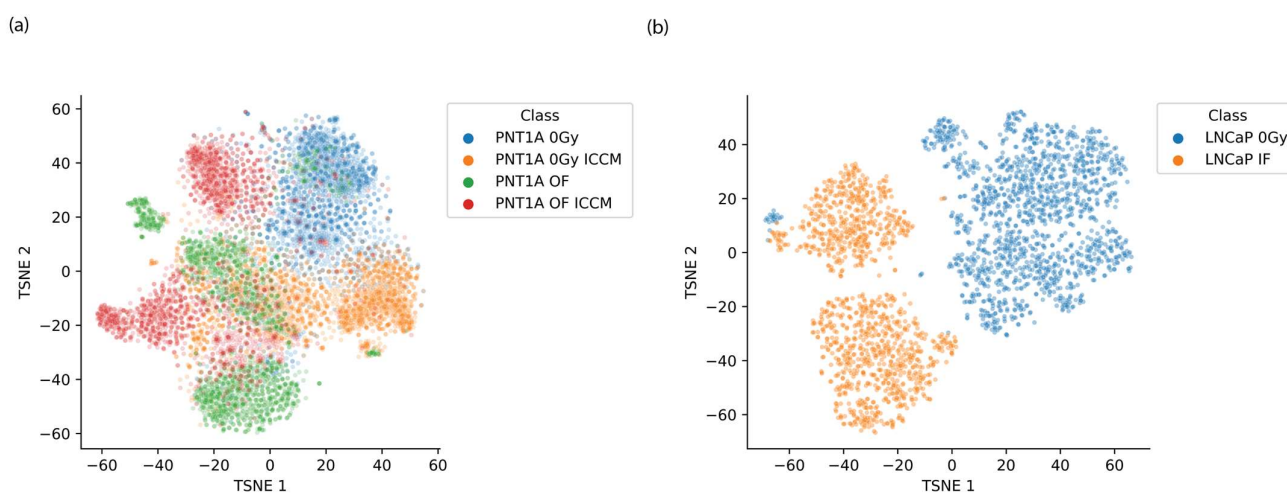 (a)
60
40
20
0
−20
−40
−60
TSNE 2
−60
−40
−20
0
20
40
60
TSNE 1
Class
PNT1A 0Gy
PNT1A 0Gy ICCM
PNT1A OF
PNT1A OF ICCM
(b)
40
20
0
−20
−40
−60
TSNE 2
−60
−40
−20
0
20
40
60
TSNE 1
Class
LNCaP 0Gy
LNCaP IF